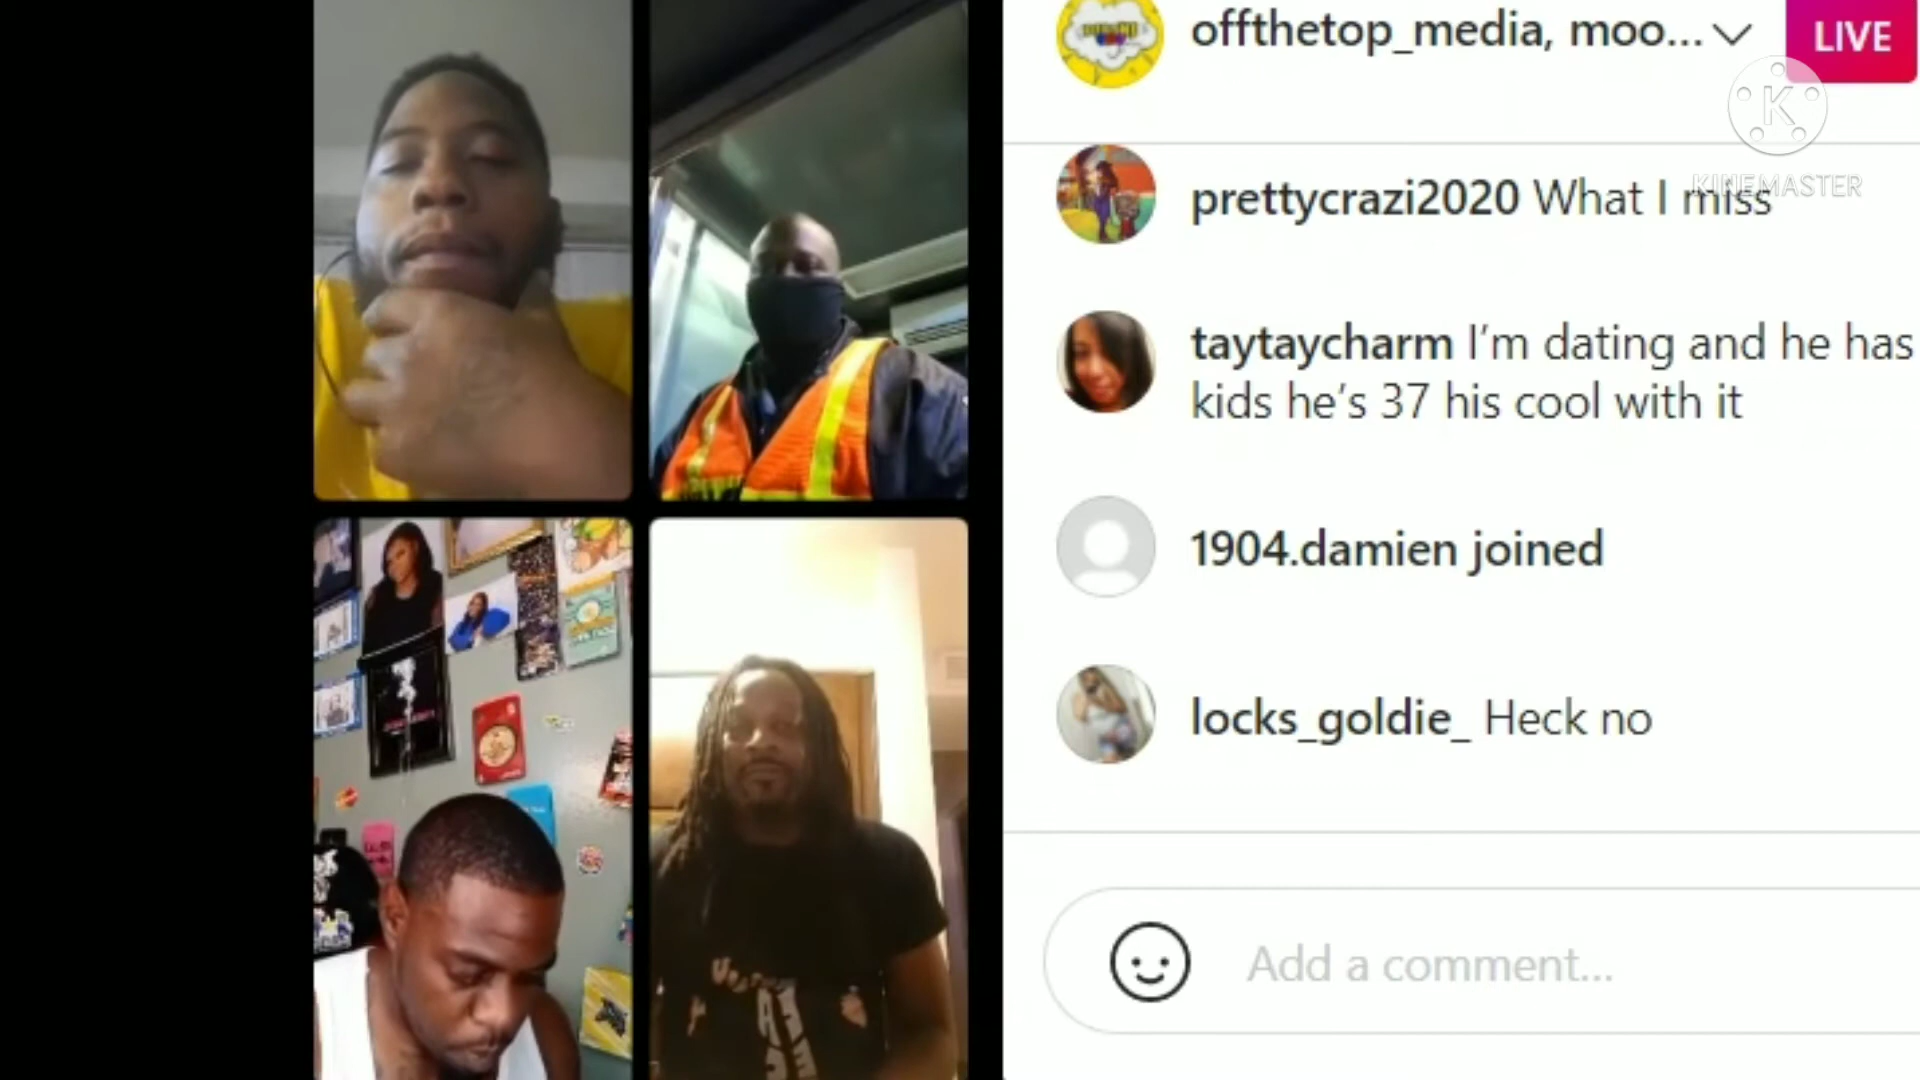 offthetop_media, moo...
LIVE
K
KINEMASTER
prettycrazi2020 What I miss
taytaycharm I’m dating and he has
kids he’s 37 his cool with it
1904.damien joined
locks_goldie_ Heck no
Add a comment...